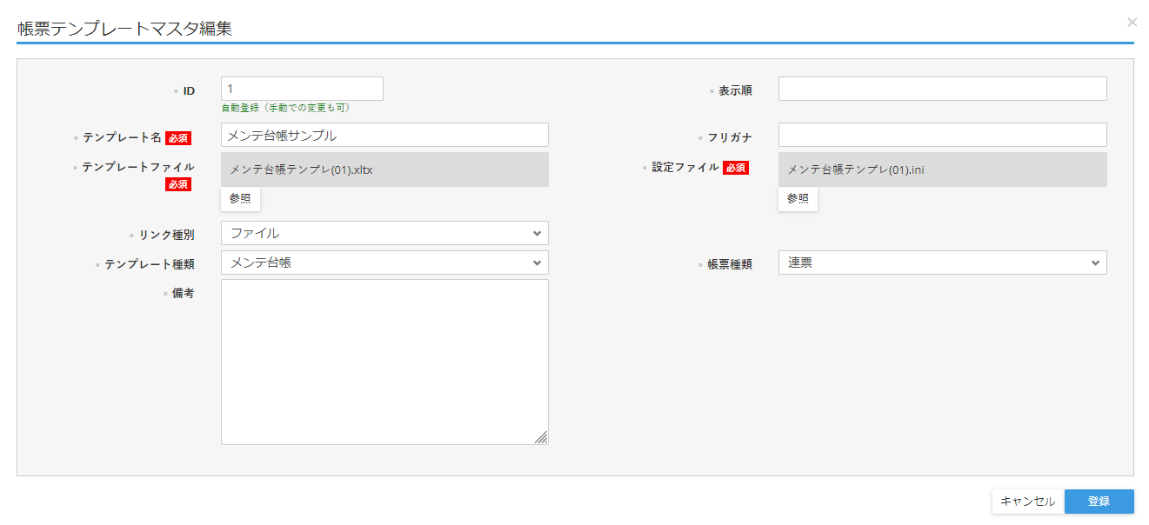 帳票テンプレートマスタ編集
×
ID
1
表示順
自動登録（手動での変更も可）
テンプレート名 必須
メンテ台帳サンプル
フリガナ
テンプレートファイル
必須
メンテ台帳テンプレ(01).xltx
設定ファイル 必須
メンテ台帳テンプレ(01).ini
参照
参照
リンク種別
ファイル
テンプレート種類
メンテ台帳
帳票種類
連票
備考
キャンセル
登録